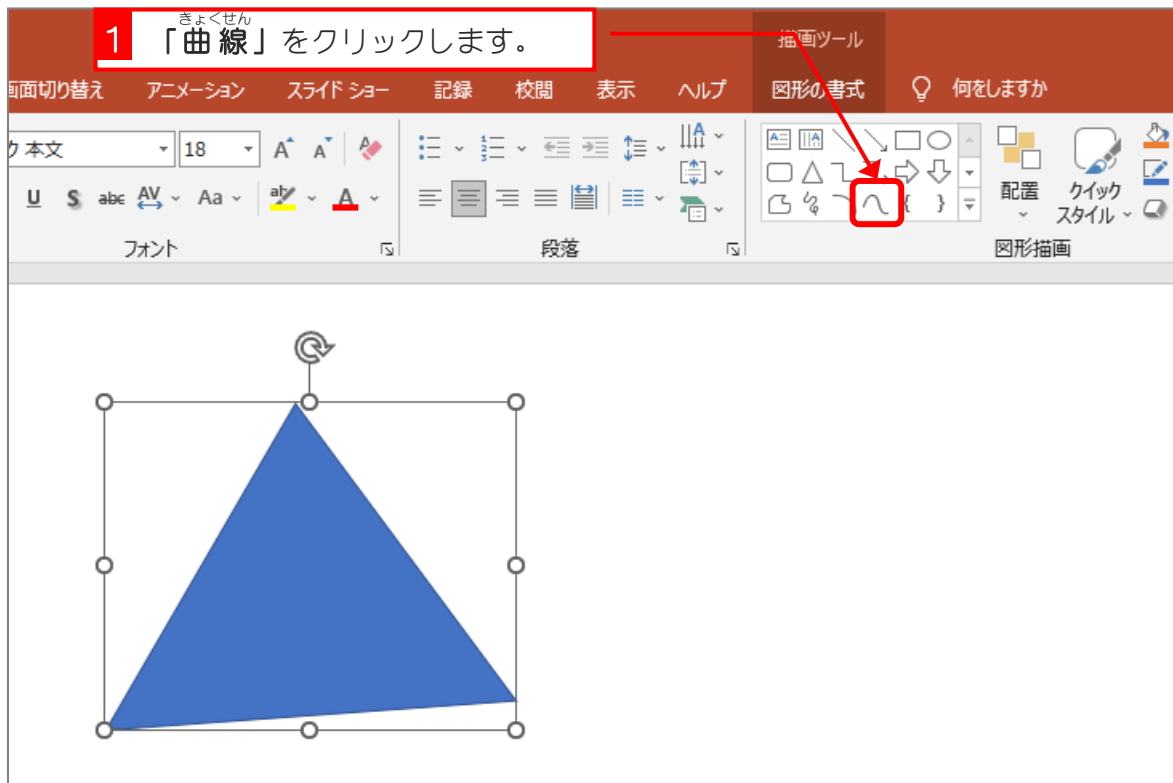 きょくせん
1 「曲線」をクリックします。
描画ツール
画面切り替え アニメーション スライド ショー 記録 校閲 表示 ヘルプ 図形の書式 何をしますか
ク 本文 18 A A A
U S abc AV Aa ab A
配置 クイック
スタイル
フォント 段落 図形描画